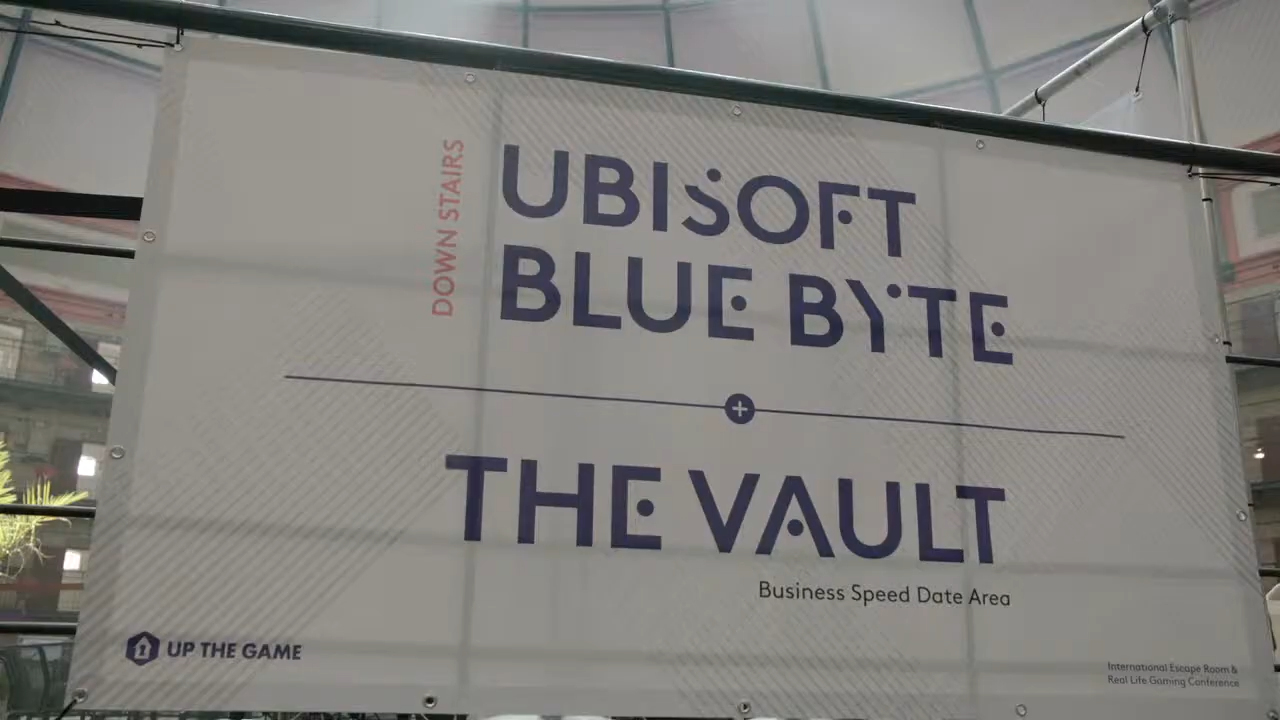 DOWN STAIRS
UBISOFT
BLUE BYTE
+
THE VAULT
Business Speed Date Area
UP THE GAME
International Escape Room &
Real Life Gaming Conference